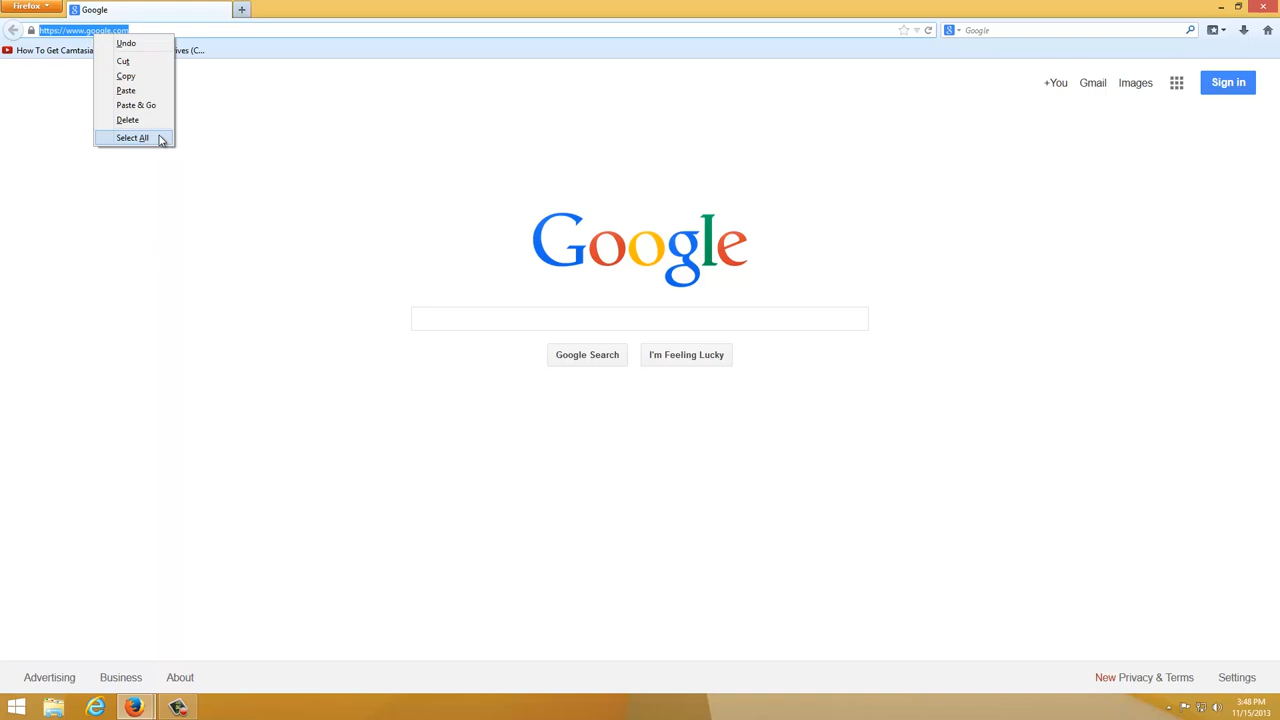 Firefox
Google
https://www.google.com
Google
How To Get Camtasia
ives (C...
Undo
Cut
Copy
Paste
Paste & Go
Delete
Select All
+You
Gmail
Images
Sign in
Google
Google Search
I'm Feeling Lucky
Advertising
Business
About
New Privacy & Terms
Settings
3:48 PM
11/15/2013